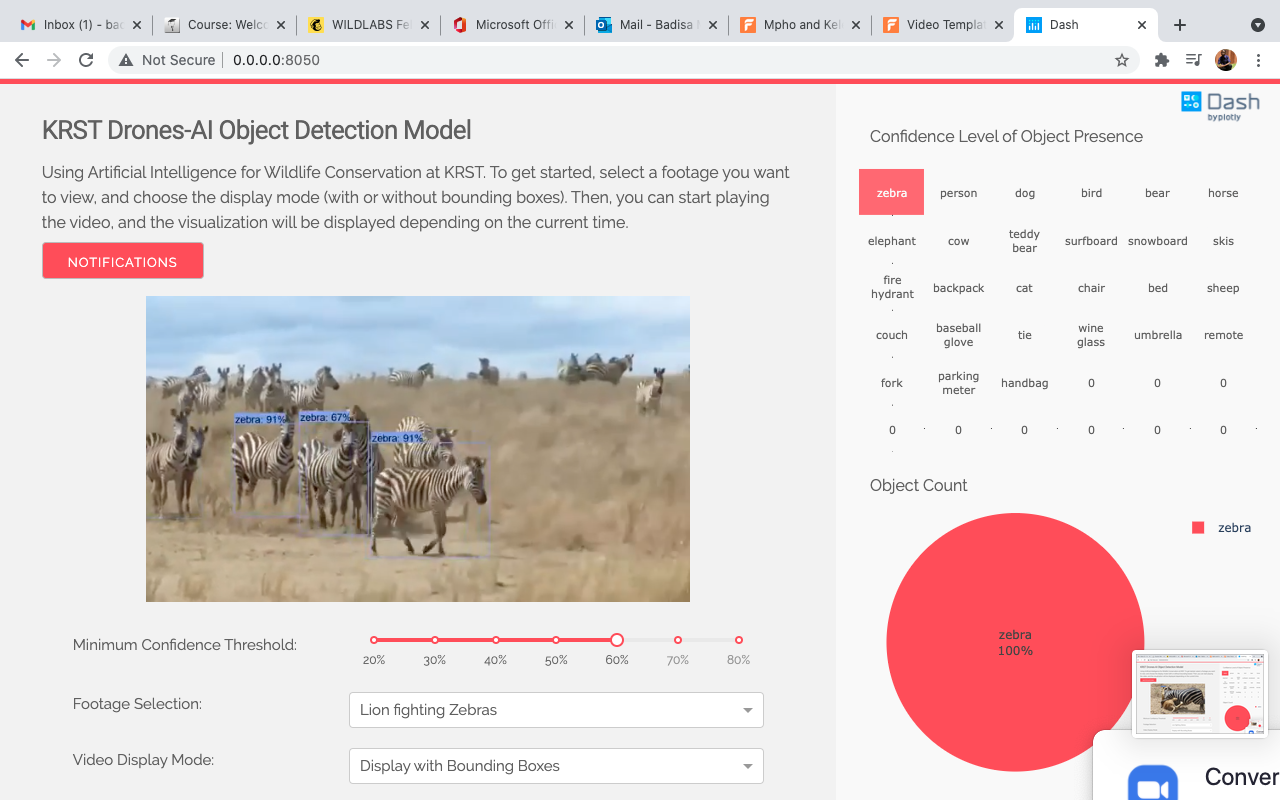 Inbox (1) - bac
Course: Welco
WILDLABS Fe
Microsoft Offi
Mail - Badisa
Mpho and Kel
Video Templat
Dash
Not Secure
0.0.0.0:8050
Dash
by plotly
KRST Drones-AI Object Detection Model
Using Artificial Intelligence for Wildlife Conservation at KRST. To get started, select a footage you want
to view, and choose the display mode (with or without bounding boxes). Then, you can start playing
the video, and the visualization will be displayed depending on the current time.
NOTIFICATIONS
zebra: 91%
zebra: 67%
zebra: 91%
Minimum Confidence Threshold:
20% 30% 40% 50% 60% 70% 80%
Footage Selection:
Lion fighting Zebras
Video Display Mode:
Display with Bounding Boxes
Confidence Level of Object Presence
zebra person dog bird bear horse
elephant cow teddy bear surfboard snowboard skis
fire hydrant backpack cat chair bed sheep
couch baseball glove tie wine glass umbrella remote
fork parking meter handbag 0 0 0
0 0 0 0 0 0
Object Count
zebra
zebra
100%
Conver